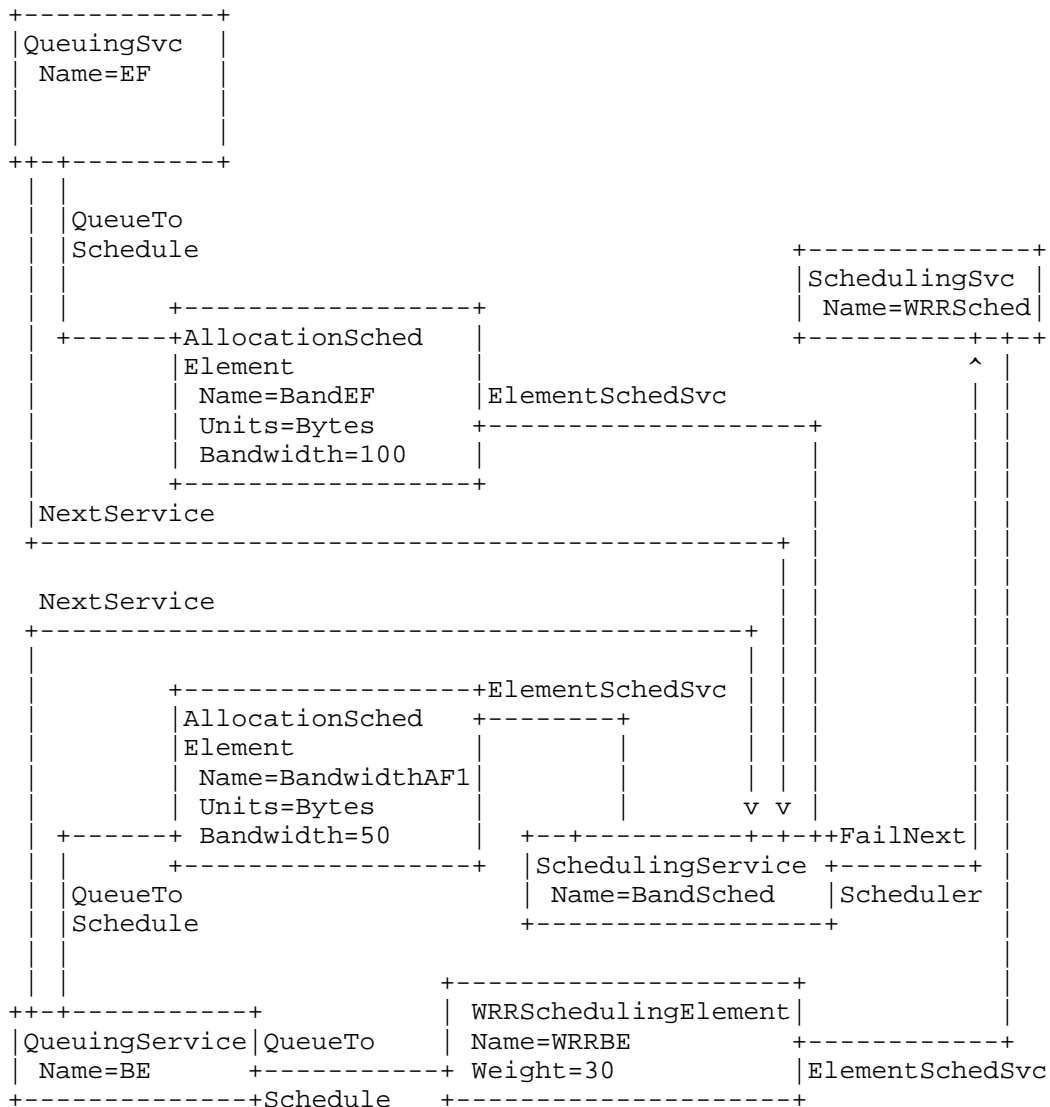 QueuingSvc
Name=EF
QueueTo
Schedule
SchedulingSvc
Name=WRRSched
AllocationSched
Element
Name=BandEF
ElementSchedSvc
Units=Bytes
Bandwidth=100
NextService
NextService
ElementSchedSvc
AllocationSched
Element
Name=BandwidthAF1
Units=Bytes
Bandwidth=50
FailNext
SchedulingService
QueueTo
Name=BandSched
Scheduler
Schedule
WRRSchedulingElement
QueuingService
QueueTo
Name=WRRBE
Name=BE
Weight=30
ElementSchedSvc
Schedule